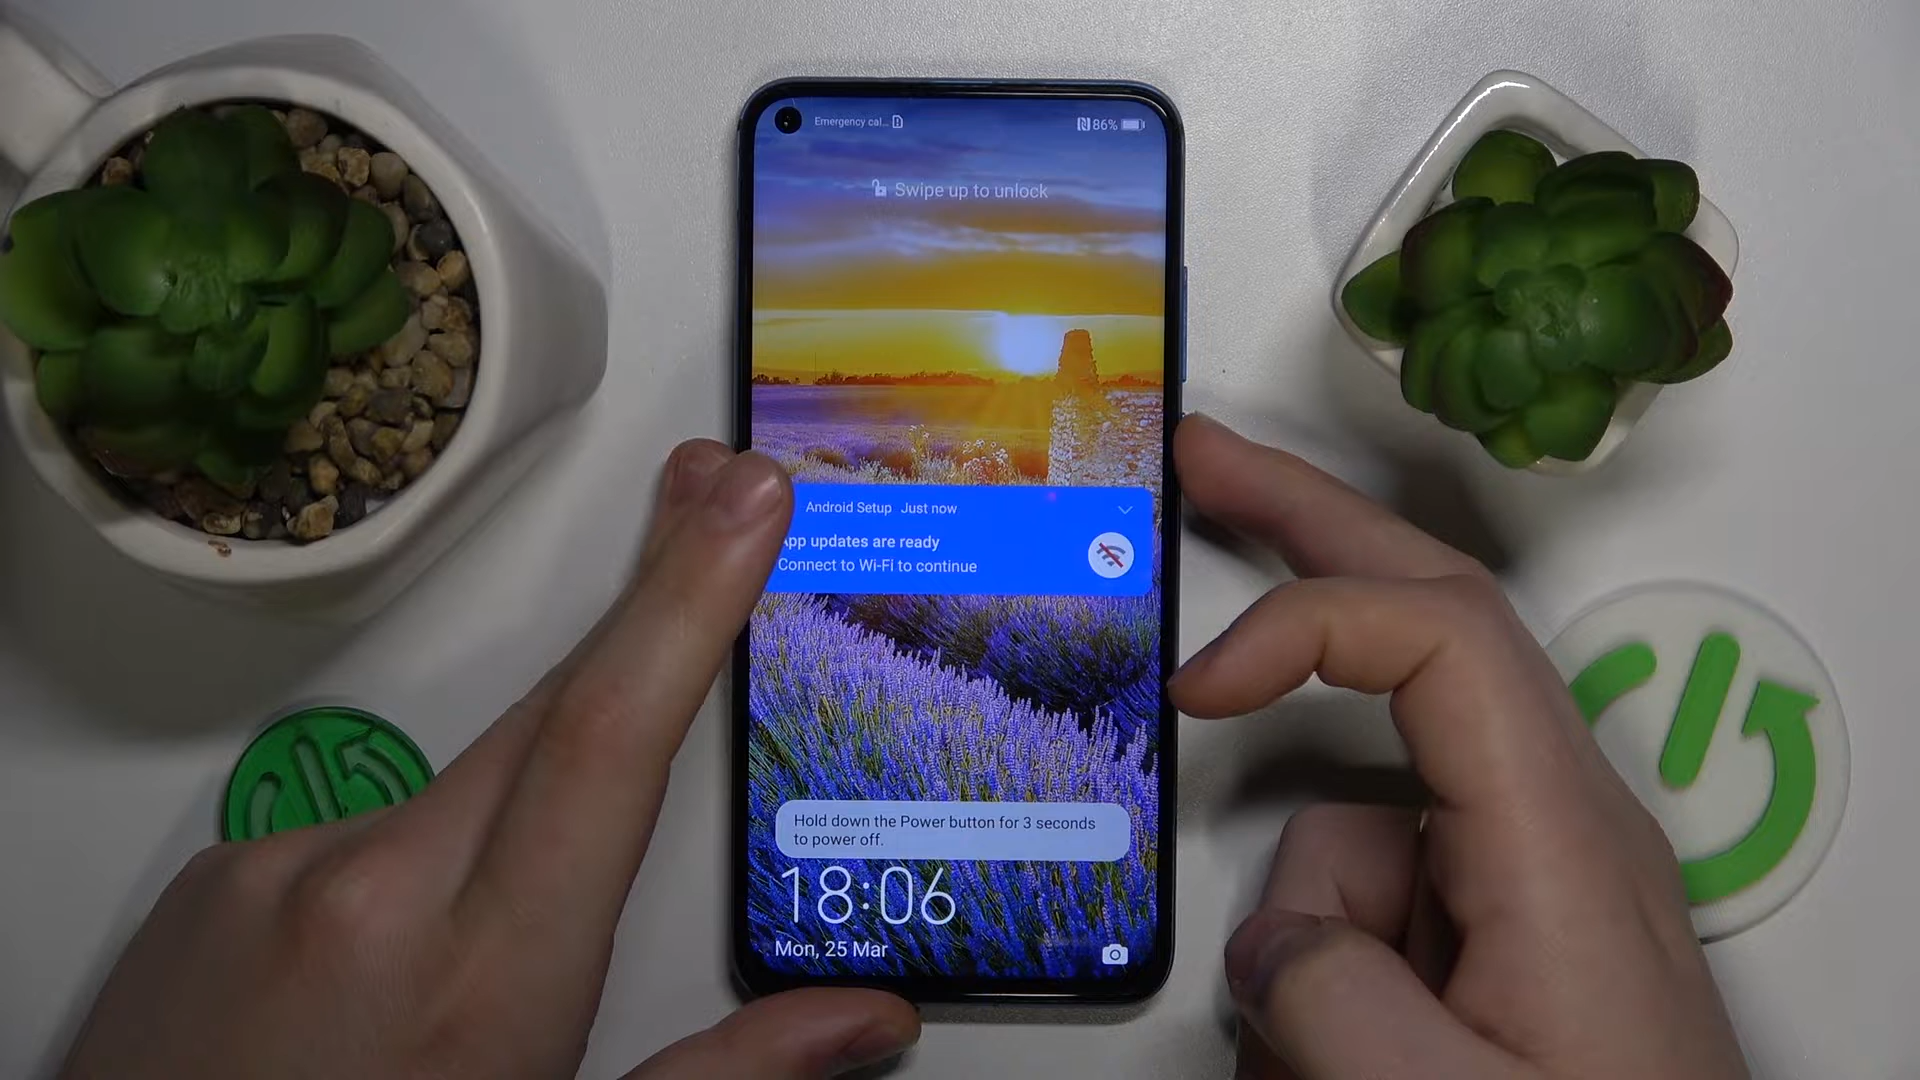 Emergency cal...
86%
Swipe up to unlock
Android Setup Just now
App updates are ready
Connect to Wi-Fi to continue
Hold down the Power button for 3 seconds
to power off.
18:06
Mon, 25 Mar